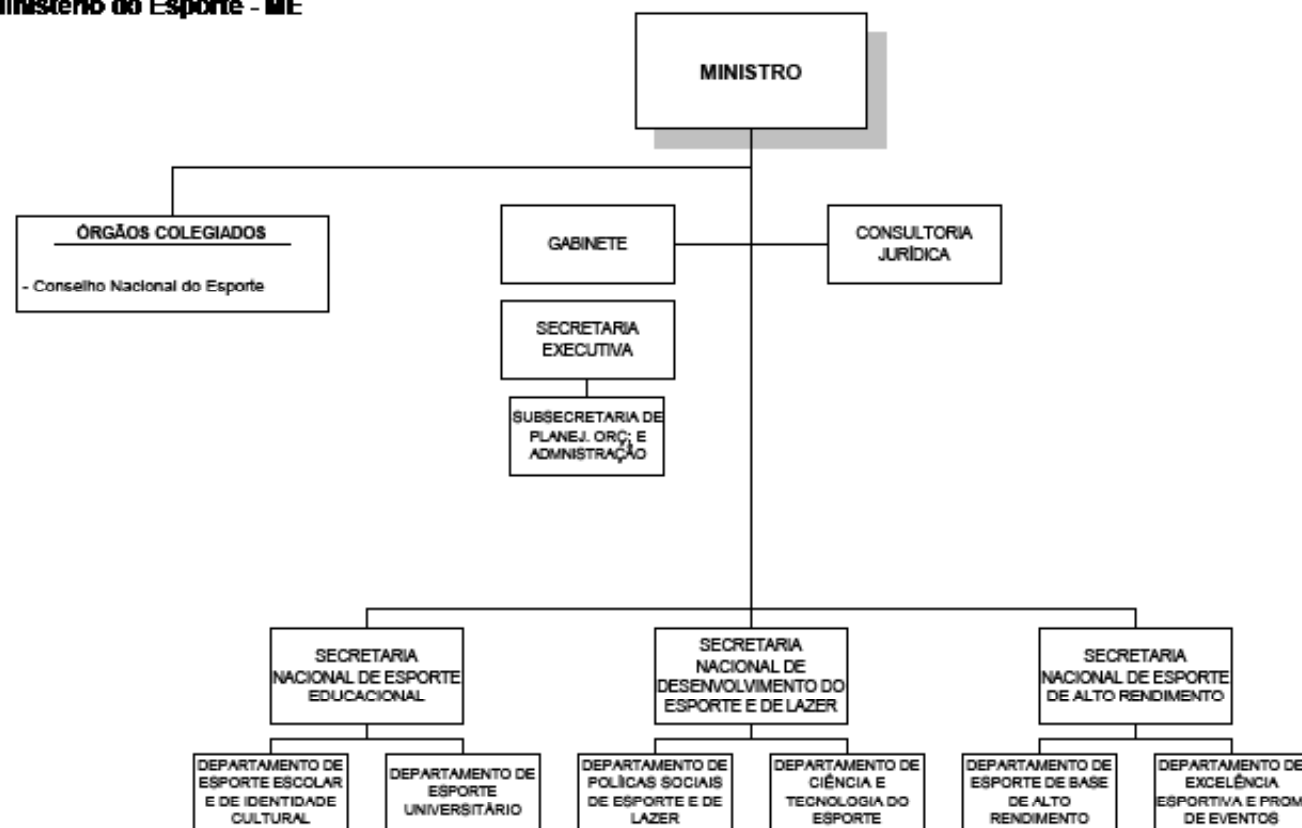 Ministério do Esporte - ME
MINISTRO
ÓRGÃOS COLEGIADOS
- Conselho Nacional do Esporte
GABINETE
CONSULTORIA
JURÍDICA
SECRETARIA
EXECUTIVA
SUBSECRETARIA DE
PLANEJ. ORÇ; E
ADMNISTRAÇÃO
SECRETARIA
NACIONAL DE ESPORTE
EDUCACIONAL
SECRETARIA
NACIONAL DE
DESENVOLVIMENTO DO
ESPORTE E DE LAZER
SECRETARIA
NACIONAL DE ESPORTE
DE ALTO RENDIMENTO
DEPARTAMENTO DE
ESPORTE ESCOLAR
E DE IDENTIDADE
CULTURAL
DEPARTAMENTO DE
ESPORTE
UNIVERSITÁRIO
DEPARTAMENTO DE
POLÍICAS SOCIAIS
DE ESPORTE E DE
LAZER
DEPARTAMENTO DE
CIÊNCIA E
TECNOLOGIA DO
ESPORTE
DEPARTAMENTO DE
ESPORTE DE BASE
DE ALTO
RENDIMENTO
DEPARTAMENTO DE
EXCELÊNCIA
ESPORTIVA E PROM
DE EVENTOS